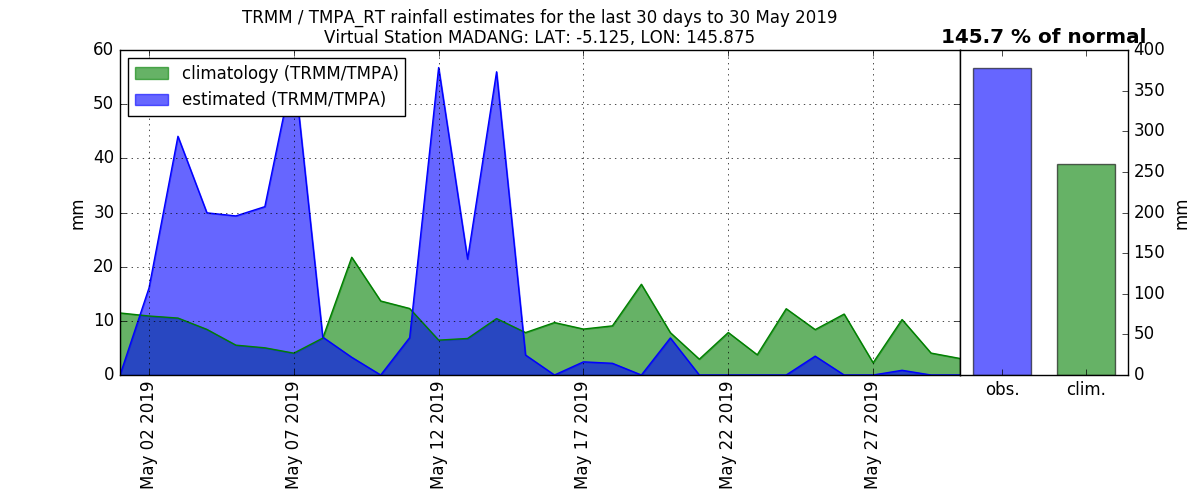 TRMM / TMPA_RT rainfall estimates for the last 30 days to 30 May 2019
Virtual Station MADANG: LAT: -5.125, LON: 145.875
145.7 % of normal
climatology (TRMM/TMPA)
estimated (TRMM/TMPA)
60
50
40
30
20
10
0
mm
May 02 2019
May 07 2019
May 12 2019
May 17 2019
May 22 2019
May 27 2019
400
350
300
250
200
150
100
50
0
mm
obs.
clim.